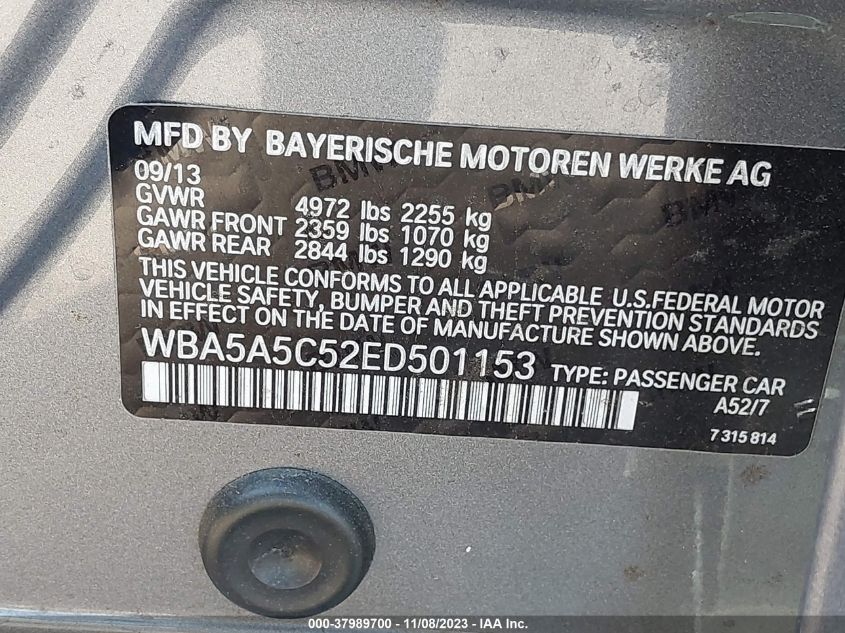 MFD BY BAYERISCHE MOTOREN WERKE AG
09/13
GVWR 4972 lbs 2255 kg
GAWR FRONT 2359 lbs 1070 kg
GAWR REAR 2844 lbs 1290 kg
THIS VEHICLE CONFORMS TO ALL APPLICABLE U.S.FEDERAL MOTOR
VEHICLE SAFETY, BUMPER AND THEFT PREVENTION STANDARDS
IN EFFECT ON THE DATE OF MANUFACTURE SHOWN ABOVE.
WBA5A5C52ED501153 TYPE: PASSENGER CAR
A52/7
7 315 814
000-37989700 - 11/08/2023 - IAA Inc.